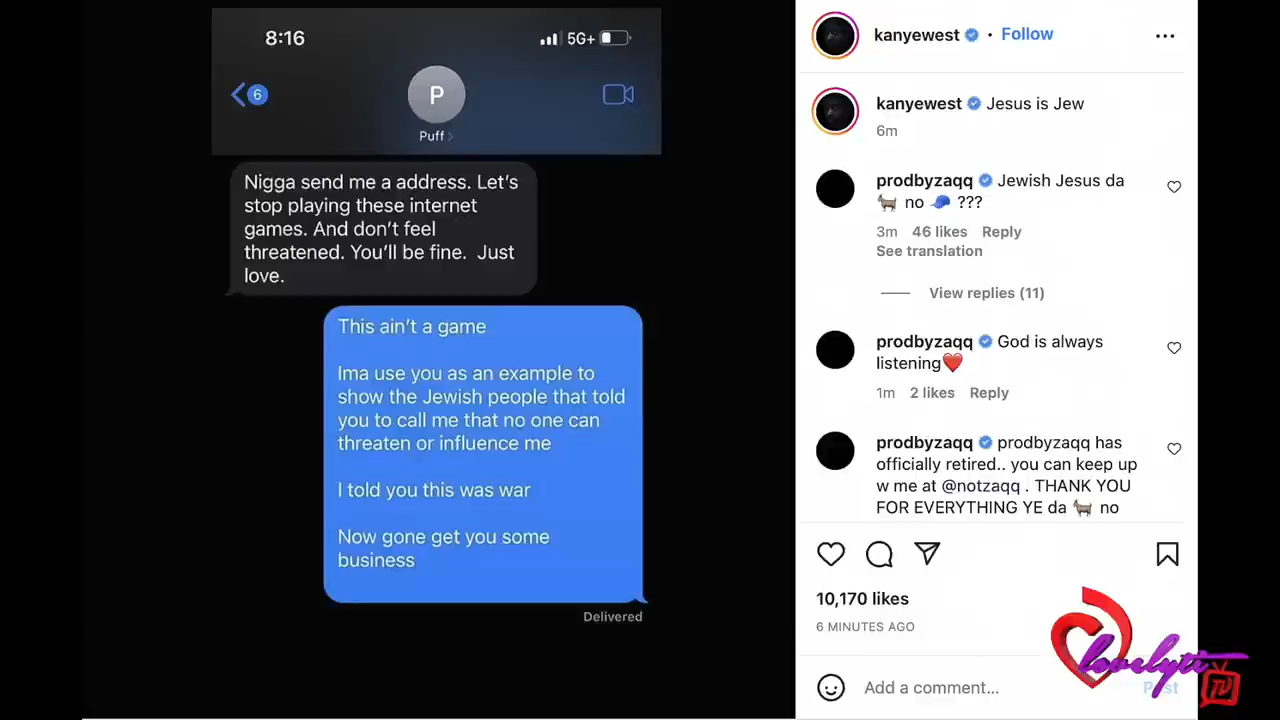 8:16
5G+
6
P
Puff
Nigga send me a address. Let's
stop playing these internet
games. And don't feel
threatened. You'll be fine. Just
love.
This ain't a game
Ima use you as an example to
show the Jewish people that told
you to call me that no one can
threaten or influence me
I told you this was war
Now gone get you some
business
Delivered
kanyewest • Follow
kanyewest Jesus is Jew
6m
prodbyzaqq Jewish Jesus da
🐐 no 🧢 ???
3m 46 likes Reply
See translation
View replies (11)
prodbyzaqq God is always
listening❤️
1m 2 likes Reply
prodbyzaqq prodbyzaqq has
officially retired.. you can keep up
w me at @notzaqq . THANK YOU
FOR EVERYTHING YE da 🐐 no
10,170 likes
6 MINUTES AGO
Add a comment...
Post
lovelyti
TV